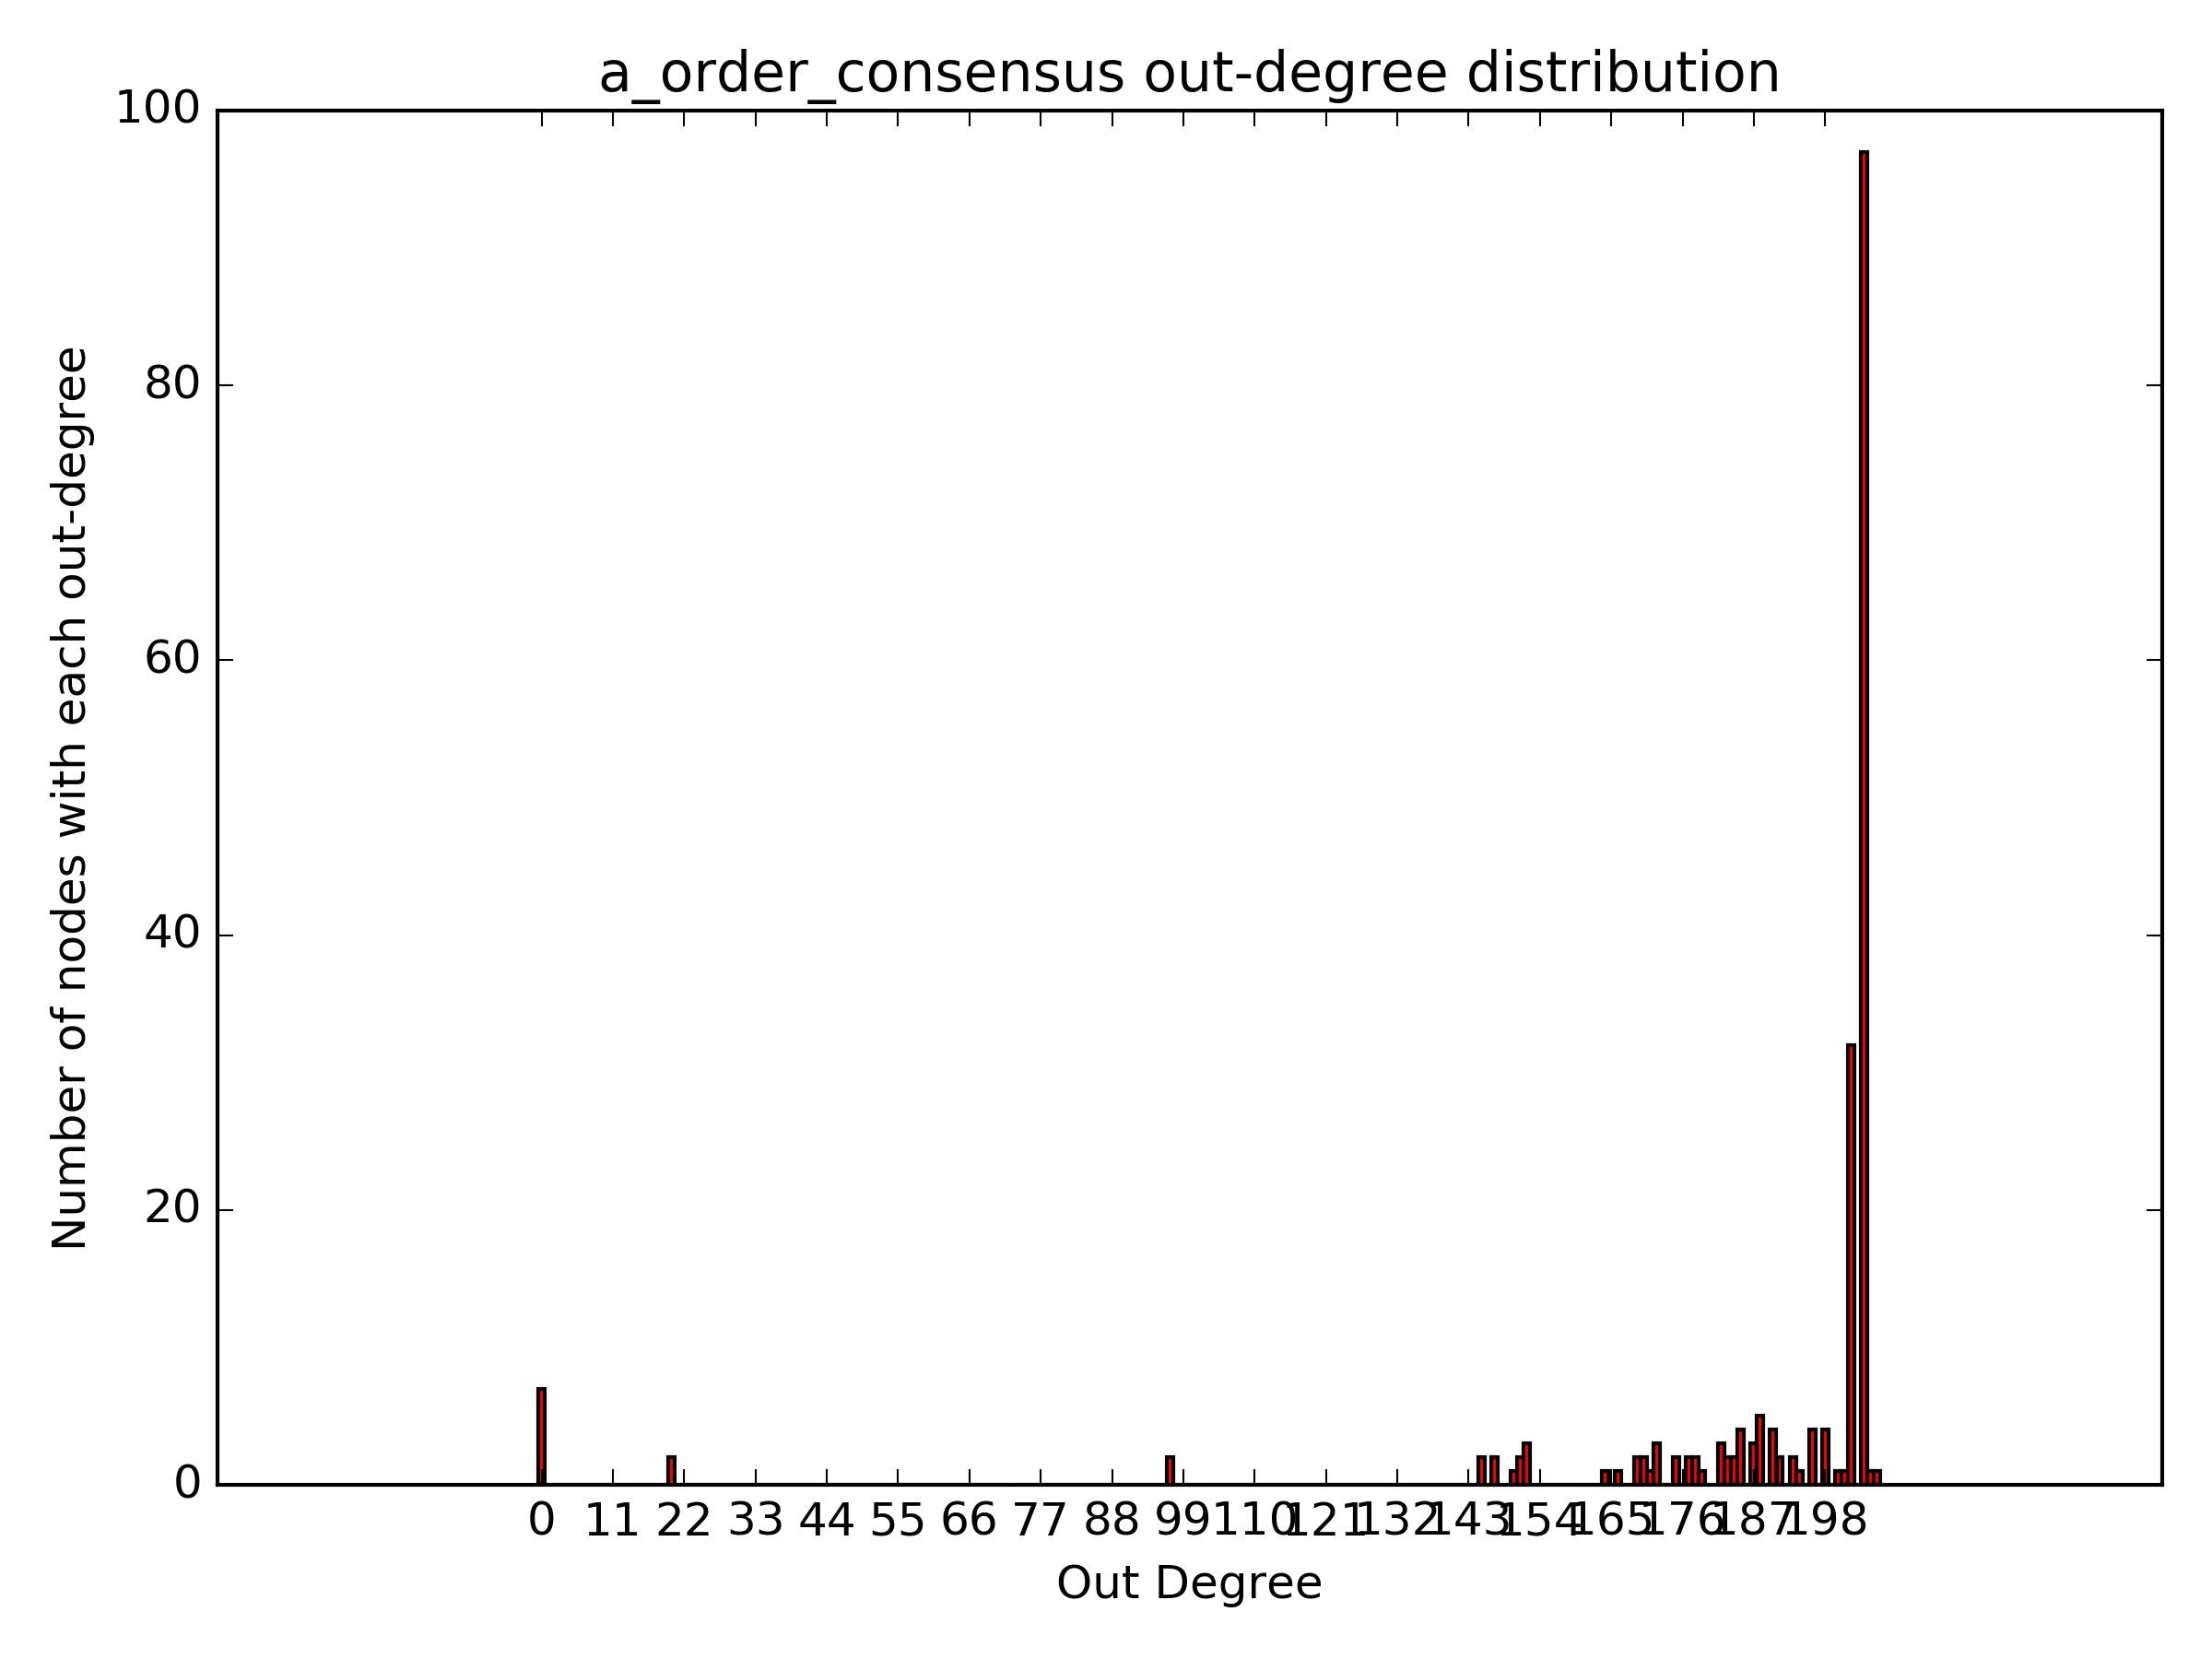 a_order_consensus out-degree distribution
100
80
60
40
20
0
Number of nodes with each out-degree
0 11 22 33 44 55 66 77 88 99 110 121 132 143 154 165 176 187 198
Out Degree